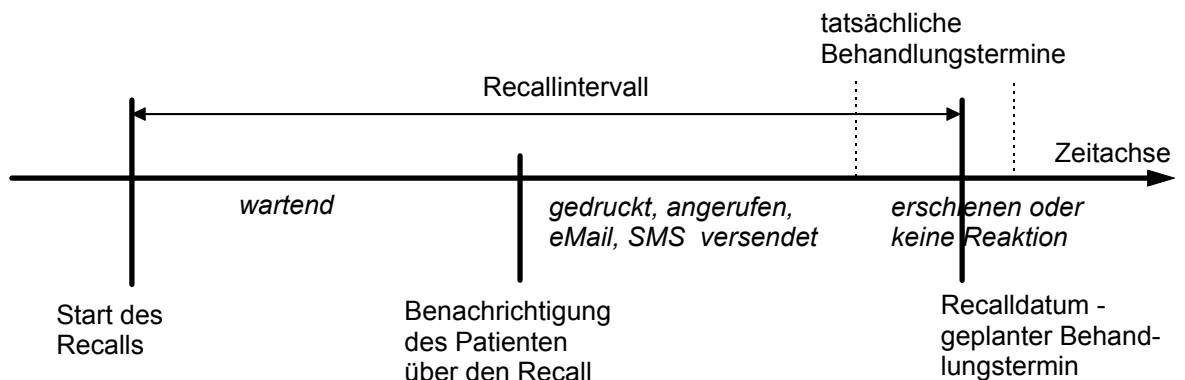 tatsächliche
Behandlungstermine
Recallintervall
Zeitachse
wartend
gedruckt, angerufen,
eMail, SMS versendet
erschienen oder
keine Reaktion
Start des
Recalls
Benachrichtigung
des Patienten
über den Recall
Recalldatum -
geplanter Behand-
lungstermin